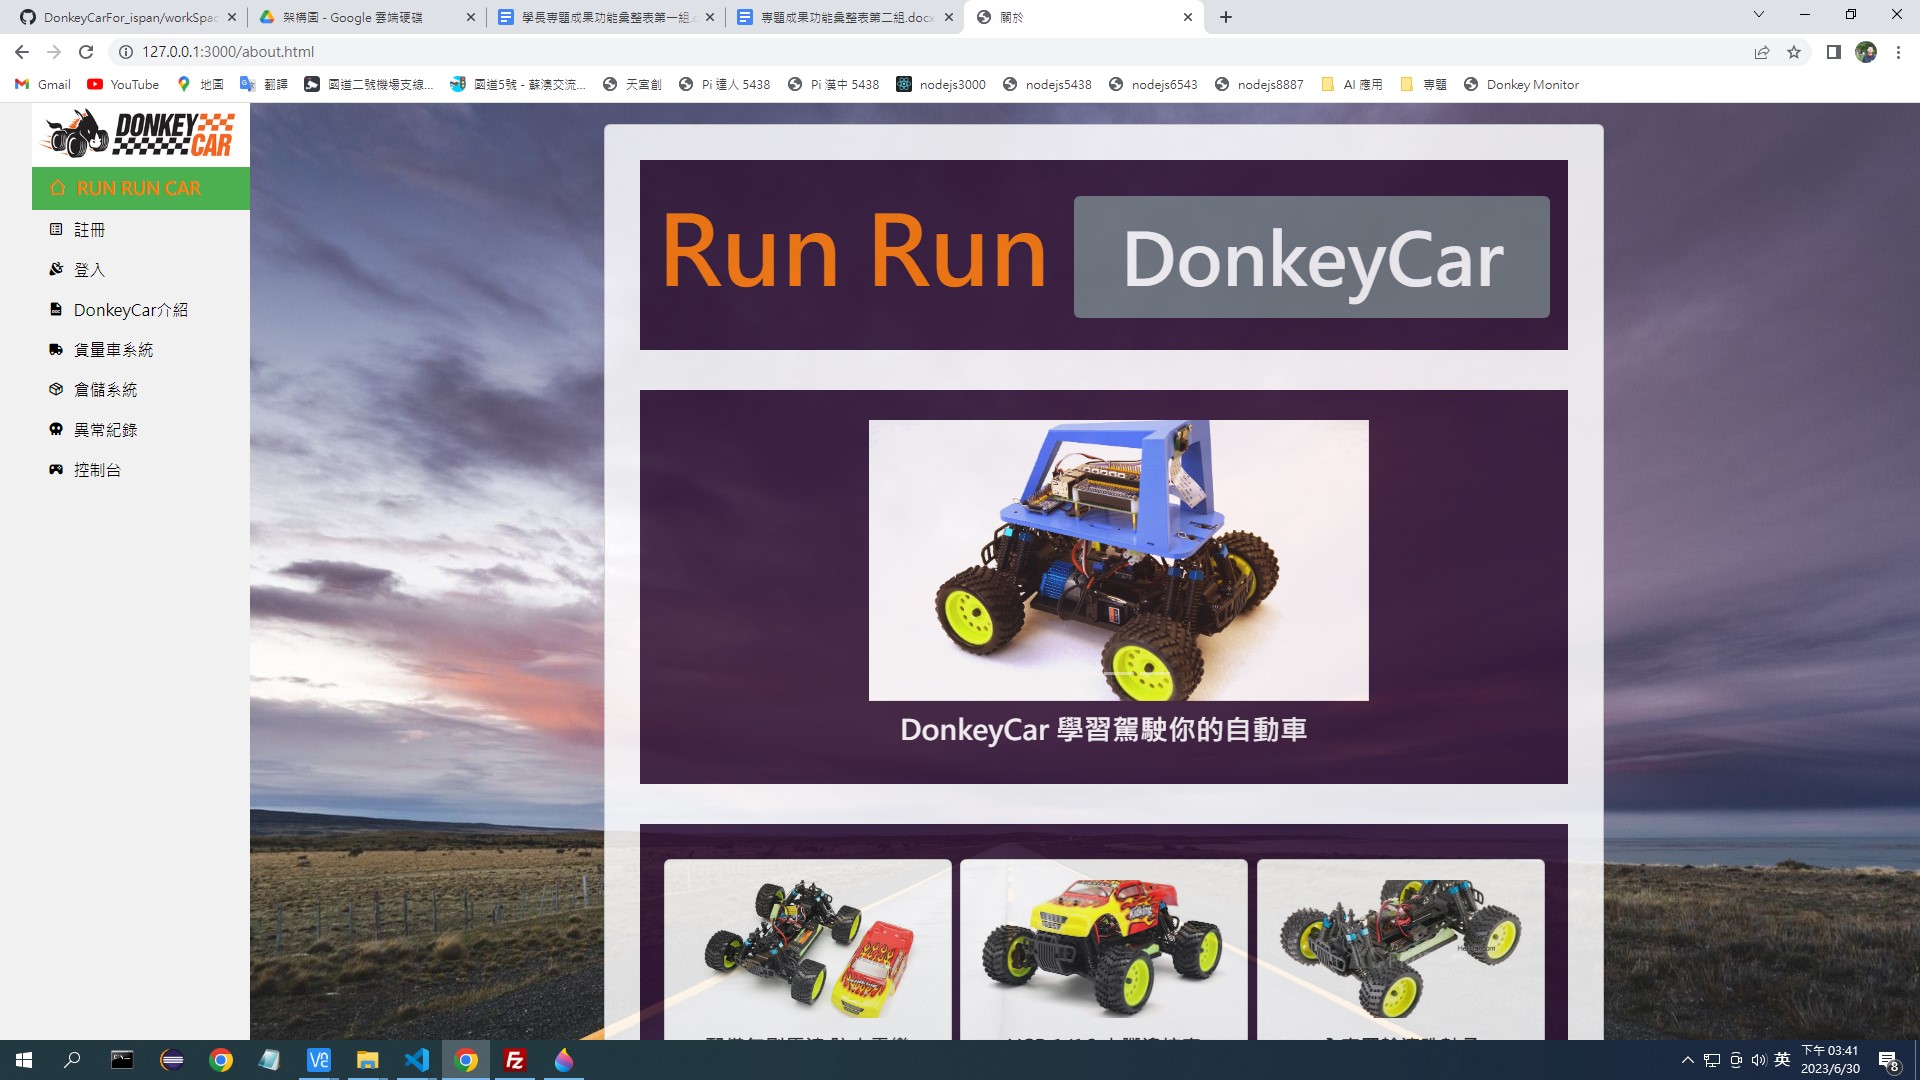 DonkeyCarFor_ispan/workSpac
架構圖 - Google 雲端硬碟
學長專題成果功能彙整表第一組.c
專題成果功能彙整表第二組.docx
關於
127.0.0.1:3000/about.html
Gmail
YouTube
地圖
翻譯
國道二號機場支線...
國道5號 - 蘇澳交流...
天宮創
Pi 達人 5438
Pi 漢中 5438
nodejs3000
nodejs5438
nodejs6543
nodejs8887
AI 應用
專題
Donkey Monitor
DONKEY
CAR
RUN RUN CAR
註冊
登入
DonkeyCar介紹
貨量車系統
倉儲系統
異常紀錄
控制台
Run Run DonkeyCar
DonkeyCar 學習駕駛你的自動車
英
下午 03:41
2023/6/30
8